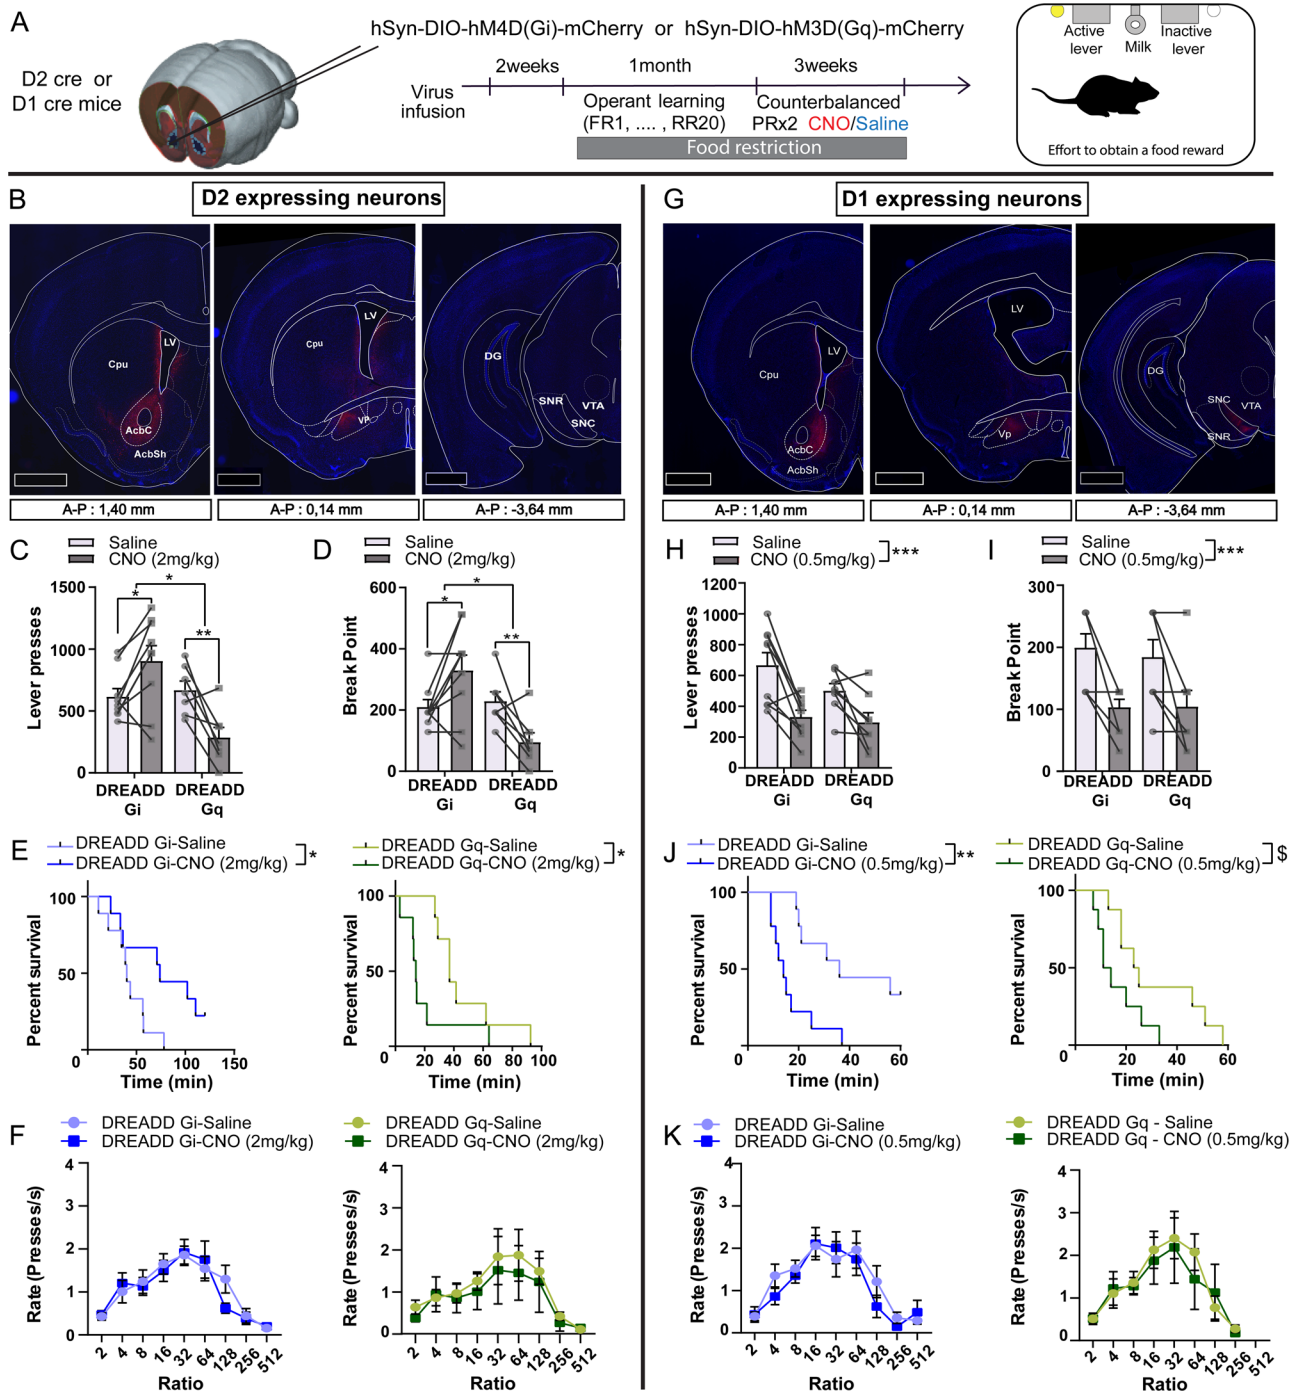 A
hSyn-DIO-hM4D(Gi)-mCherry or hSyn-DIO-hM3D(Gq)-mCherry
D2 cre or
D1 cre mice
Virus
infusion
2weeks
1month
3weeks
Operant learning
(FR1, .... , RR20)
Counterbalanced
PRx2 CNO/Saline
Food restriction
Active
lever
Milk
Inactive
lever
Effort to obtain a food reward
B
D2 expressing neurons
LV
Cpu
AcbC
AcbSh
LV
Cpu
VP
DG
SNR
VTA
SNC
A-P : 1,40 mm
A-P : 0,14 mm
A-P : -3,64 mm
G
D1 expressing neurons
LV
Cpu
AcbC
AcbSh
LV
Vp
DG
SNC
VTA
SNR
A-P : 1,40 mm
A-P : 0,14 mm
A-P : -3,64 mm
C
Saline
CNO (2mg/kg)
Lever presses
1500
1000
500
0
*
*
**
DREADD
Gi
DREADD
Gq
D
Saline
CNO (2mg/kg)
Break Point
600
400
200
0
*
*
**
DREADD
Gi
DREADD
Gq
H
Saline
CNO (0.5mg/kg)
***
Lever presses
1200
1000
800
600
400
200
0
DREADD
Gi
DREADD
Gq
I
Saline
CNO (0.5mg/kg)
***
Break Point
300
200
100
0
DREADD
Gi
DREADD
Gq
E
DREADD Gi-Saline
DREADD Gi-CNO (2mg/kg)
*
Percent survival
100
50
0
50
100
150
Time (min)
DREADD Gq-Saline
DREADD Gq-CNO (2mg/kg)
*
Percent survival
100
50
0
20
40
60
80
100
Time (min)
J
DREADD Gi-Saline
DREADD Gi-CNO (0.5mg/kg)
**
Percent survival
100
50
0
0
20
40
60
Time (min)
DREADD Gq-Saline
DREADD Gq-CNO (0.5mg/kg)
$
Percent survival
100
50
0
0
20
40
60
Time (min)
F
DREADD Gi-Saline
DREADD Gi-CNO (2mg/kg)
Rate (Presses/s)
4
3
2
1
0
2 4 8 16 32 64 128 256 512
Ratio
DREADD Gq-Saline
DREADD Gq-CNO (2mg/kg)
Rate (Presses/s)
4
3
2
1
0
2 4 8 16 32 64 128 256 512
Ratio
K
DREADD Gi-Saline
DREADD Gi-CNO (0.5mg/kg)
Rate (Presses/s)
4
3
2
1
0
2 4 8 16 32 64 128 256 512
Ratio
DREADD Gq - Saline
DREADD Gq - CNO (0.5mg/kg)
Rate (Presses/s)
4
3
2
1
0
2 4 8 16 32 64 128 256 512
Ratio